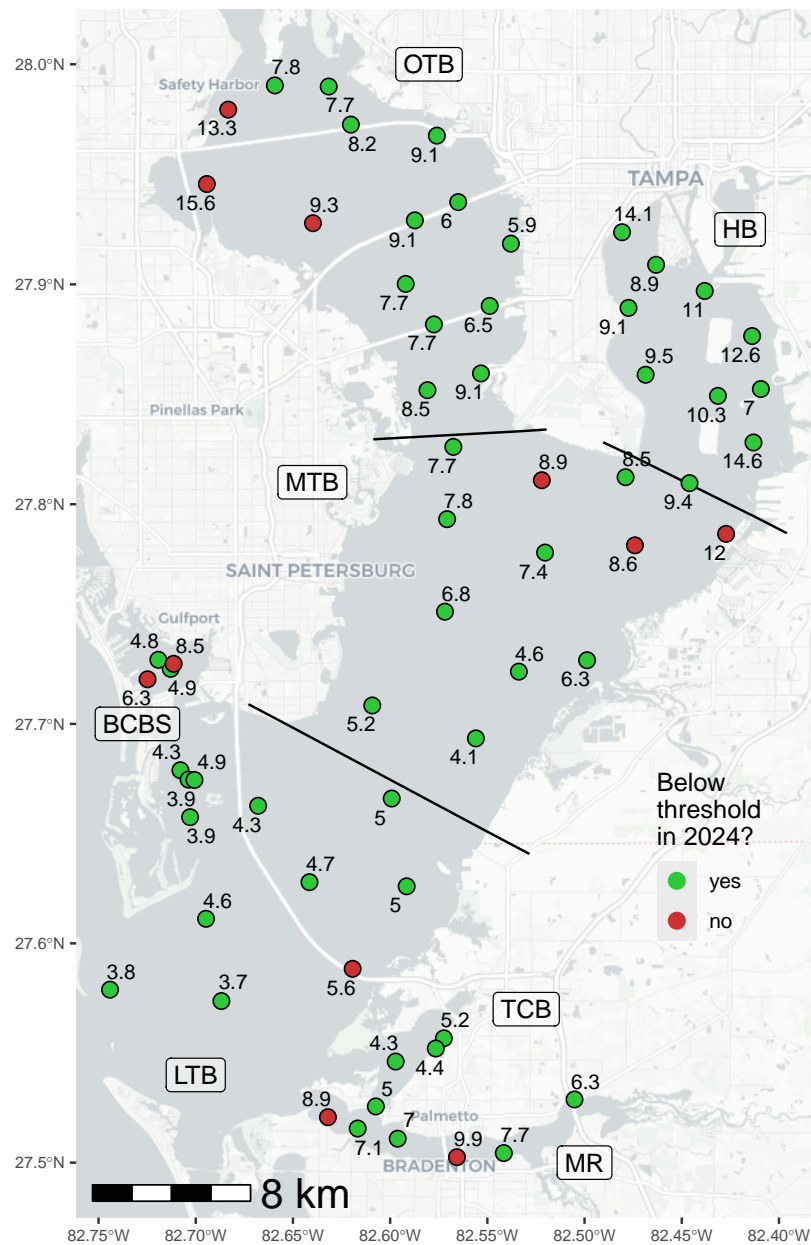 28.0°N
7.8
OTB
Safety Harbor
7.7
13.3
8.2
9.1
TAMPA
15.6
9.3
14.1
9.1
6
5.9
HB
27.9°N
8.9
7.7
6.5
9.1
11
7.7
12.6
9.5
Pinellas Park
8.5
9.1
10.3
7
7.7
8.9
8.5
14.6
MTB
27.8°N
7.8
9.4
7.4
8.6
12
SAINT PETERSBURG
6.8
Gulfport
4.8
8.5
4.9
4.6
6.3
6.3
27.7°N
BCBS
5.2
4.3
4.9
4.1
3.9
3.9
4.3
5
Below
threshold
in 2024?
yes
no
4.7
5
4.6
27.6°N
3.8
3.7
5.6
TCB
5.2
4.3
4.4
LTB
5
6.3
8.9
Palmetto
7.1
7
9.9
7.7
27.5°N
BRADENTON
MR
8 km
82.75°W
82.70°W
82.65°W
82.60°W
82.55°W
82.50°W
82.45°W
82.40°W